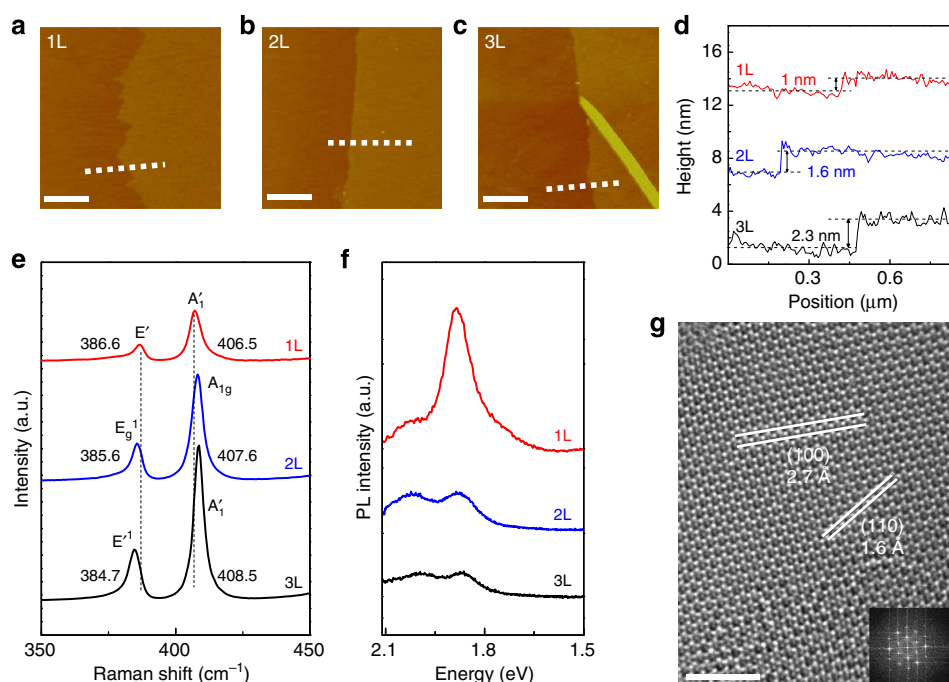 a
1L
b
2L
c
3L
d
16
12
8
4
0
Height (nm)
1L
1 nm
2L
1.6 nm
3L
2.3 nm
0.3
0.6
Position (μm)
e
A′₁
E′
386.6
406.5
1L
A₁g
Eg¹
385.6
407.6
2L
A′₁
E′¹
384.7
408.5
3L
Intensity (a.u.)
350
400
450
Raman shift (cm⁻¹)
f
1L
2L
3L
PL intensity (a.u.)
2.1
1.8
1.5
Energy (eV)
g
(100)
2.7 Å
(110)
1.6 Å